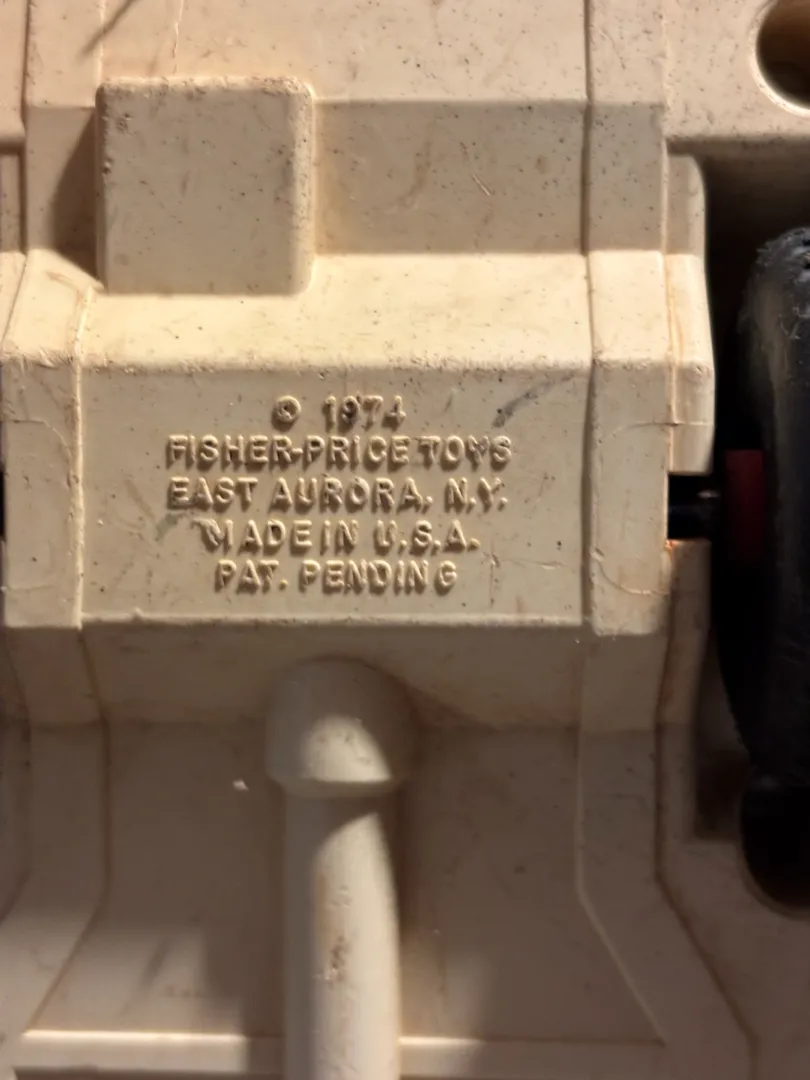 © 1974
FISHER-PRICE TOYS
EAST AURORA, N.Y.
MADE IN U.S.A.
PAT. PENDING